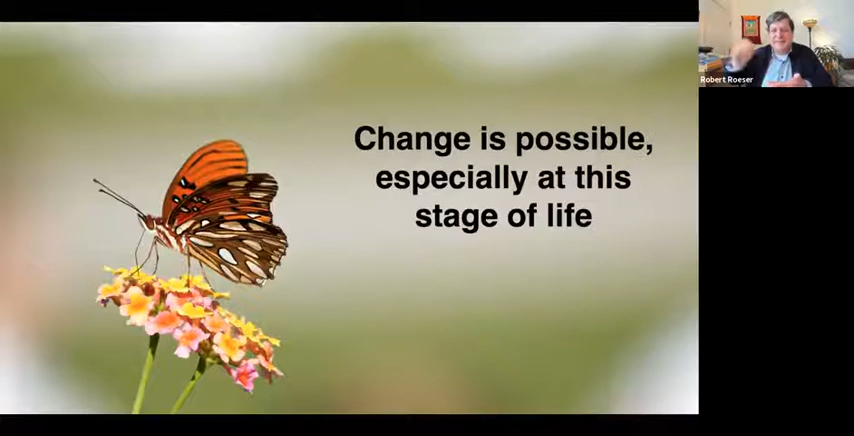 Change is possible,
especially at this
stage of life
Robert Roeser